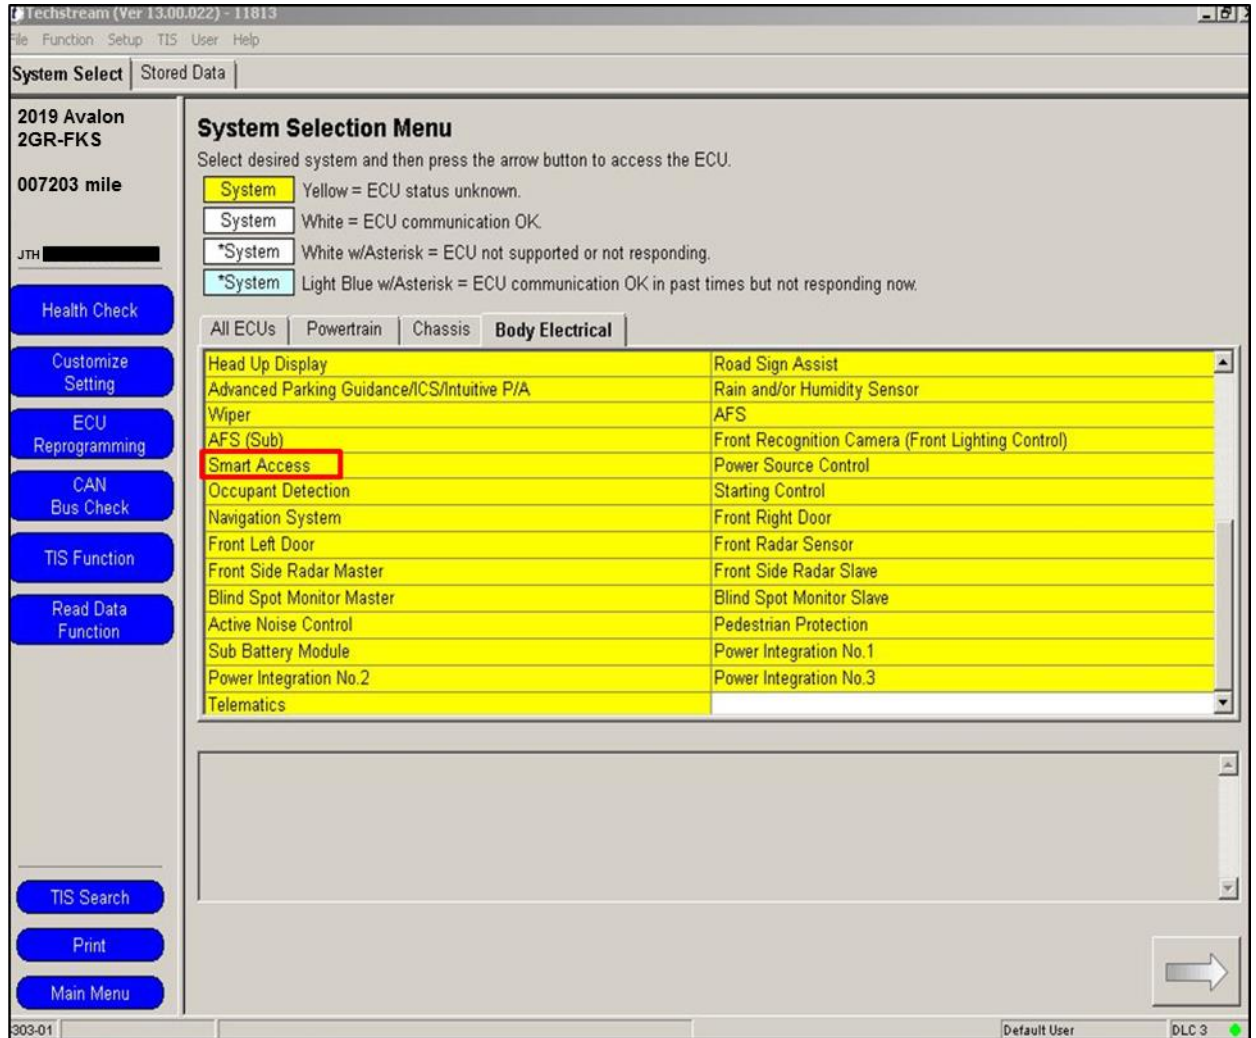 Techstream (Ver 13.00.022) - 11813
File Function Setup TIS User Help
System Select Stored Data
2019 Avalon
2GR-FKS
007203 mile
JTH
Health Check
Customize
Setting
ECU
Reprogramming
CAN
Bus Check
TIS Function
Read Data
Function
TIS Search
Print
Main Menu
System Selection Menu
Select desired system and then press the arrow button to access the ECU.
System Yellow = ECU status unknown.
System White = ECU communication OK.
*System White w/Asterisk = ECU not supported or not responding.
*System Light Blue w/Asterisk = ECU communication OK in past times but not responding now.
All ECUs Powertrain Chassis Body Electrical
Head Up Display Road Sign Assist
Advanced Parking Guidance/ICS/Intuitive P/A Rain and/or Humidity Sensor
Wiper AFS
AFS (Sub) Front Recognition Camera (Front Lighting Control)
Smart Access Power Source Control
Occupant Detection Starting Control
Navigation System Front Right Door
Front Left Door Front Radar Sensor
Front Side Radar Master Front Side Radar Slave
Blind Spot Monitor Master Blind Spot Monitor Slave
Active Noise Control Pedestrian Protection
Sub Battery Module Power Integration No.1
Power Integration No.2 Power Integration No.3
Telematics
303-01 Default User DLC 3